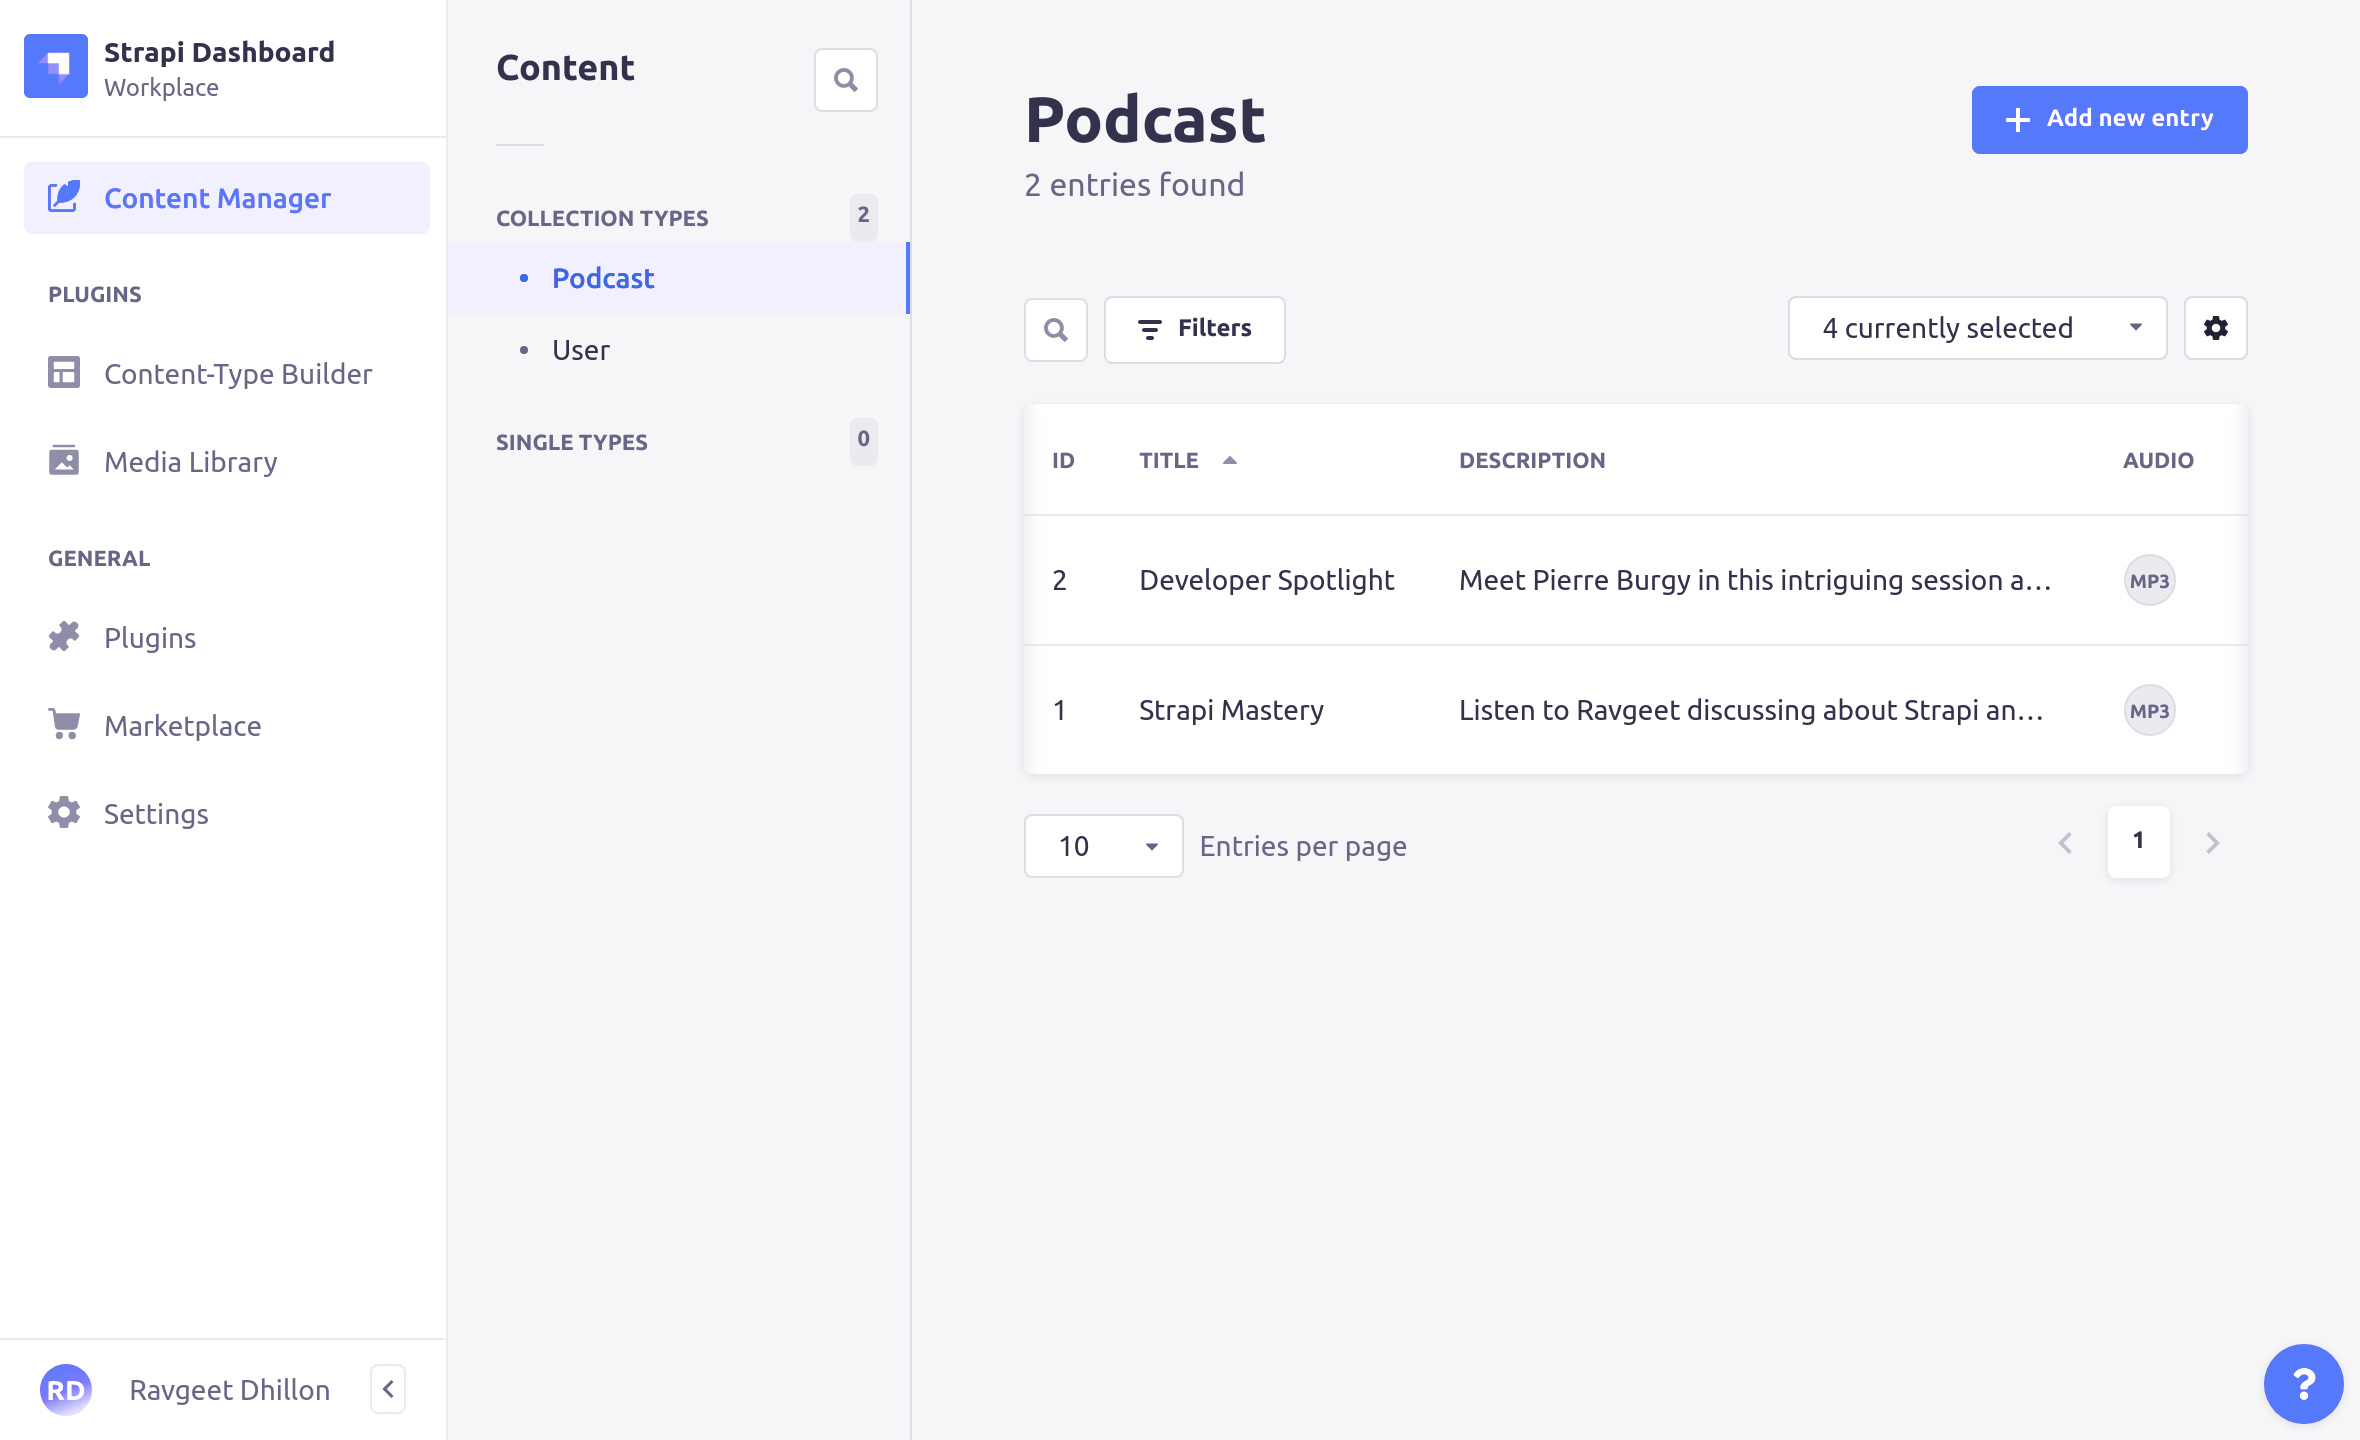 Strapi Dashboard
Workplace
Content Manager
PLUGINS
Content-Type Builder
Media Library
GENERAL
Plugins
Marketplace
Settings
RD Ravgeet Dhillon
Content
COLLECTION TYPES 2
Podcast
User
SINGLE TYPES 0
Podcast
2 entries found
Add new entry
Filters
4 currently selected
ID TITLE DESCRIPTION AUDIO
2 Developer Spotlight Meet Pierre Burgy in this intriguing session a... MP3
1 Strapi Mastery Listen to Ravgeet discussing about Strapi an... MP3
10 Entries per page
1
?